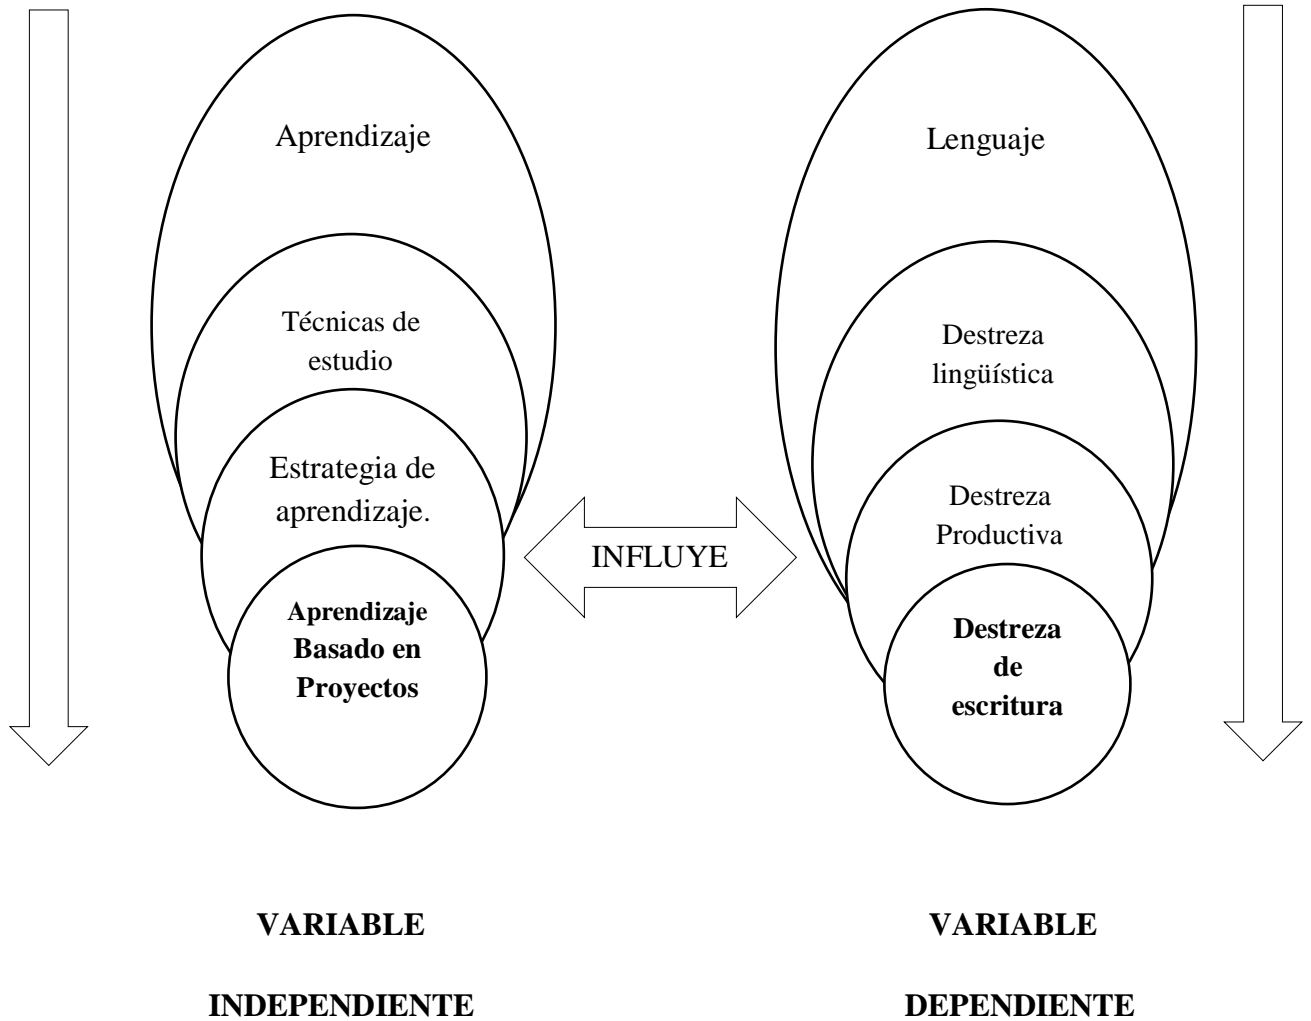 Aprendizaje
Técnicas de
estudio
Estrategia de
aprendizaje.
Aprendizaje
Basado en
Proyectos
INFLUYE
Lenguaje
Destreza
lingüística
Destreza
Productiva
Destreza
de
escritura
VARIABLE
INDEPENDIENTE
VARIABLE
DEPENDIENTE